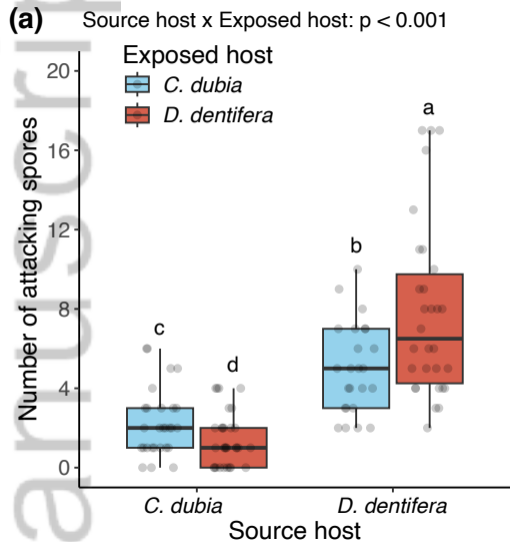 (a) Source host x Exposed host: p < 0.001
Exposed host
C. dubia
D. dentifera
Number of attacking spores
20
16
12
8
4
0
a
b
c
d
C. dubia D. dentifera
Source host
anuscri